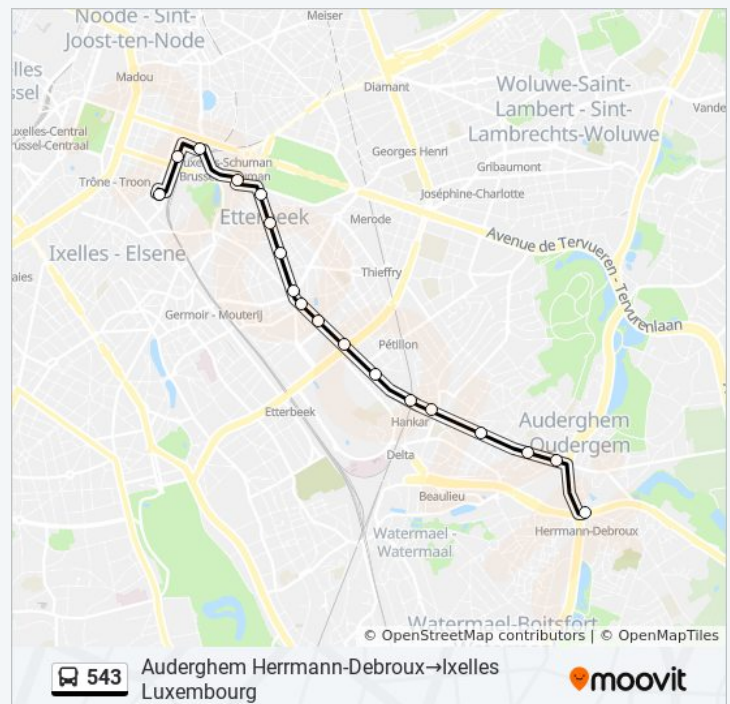 Noode - Sint-
Joost-ten-Node
Meiser
Madou
Diamant
Woluwe-Saint-
Lambert - Sint-
Lambrechts-Woluwe
Vande
lles
ssel
uxelles-Central
russel-Centraal
Georges Henri
Gribaumont
Schuman
Trône - Troon
Joséphine-Charlotte
Etterbeek
Merode
Avenue de Tervueren - Tervurenlaan
Ixelles - Elsene
aies
Thieffry
Germoir - Mouterij
Pétillon
Etterbeek
Hankar
Auderghem
Oudergem
Delta
Beaulieu
Herrmann-Debroux
Watermael -
Watermaal
Watermael-Boitsfort
© OpenStreetMap contributors | © OpenMapTiles
543
Auderghem Herrmann-Debroux→Ixelles
Luxembourg
moovit